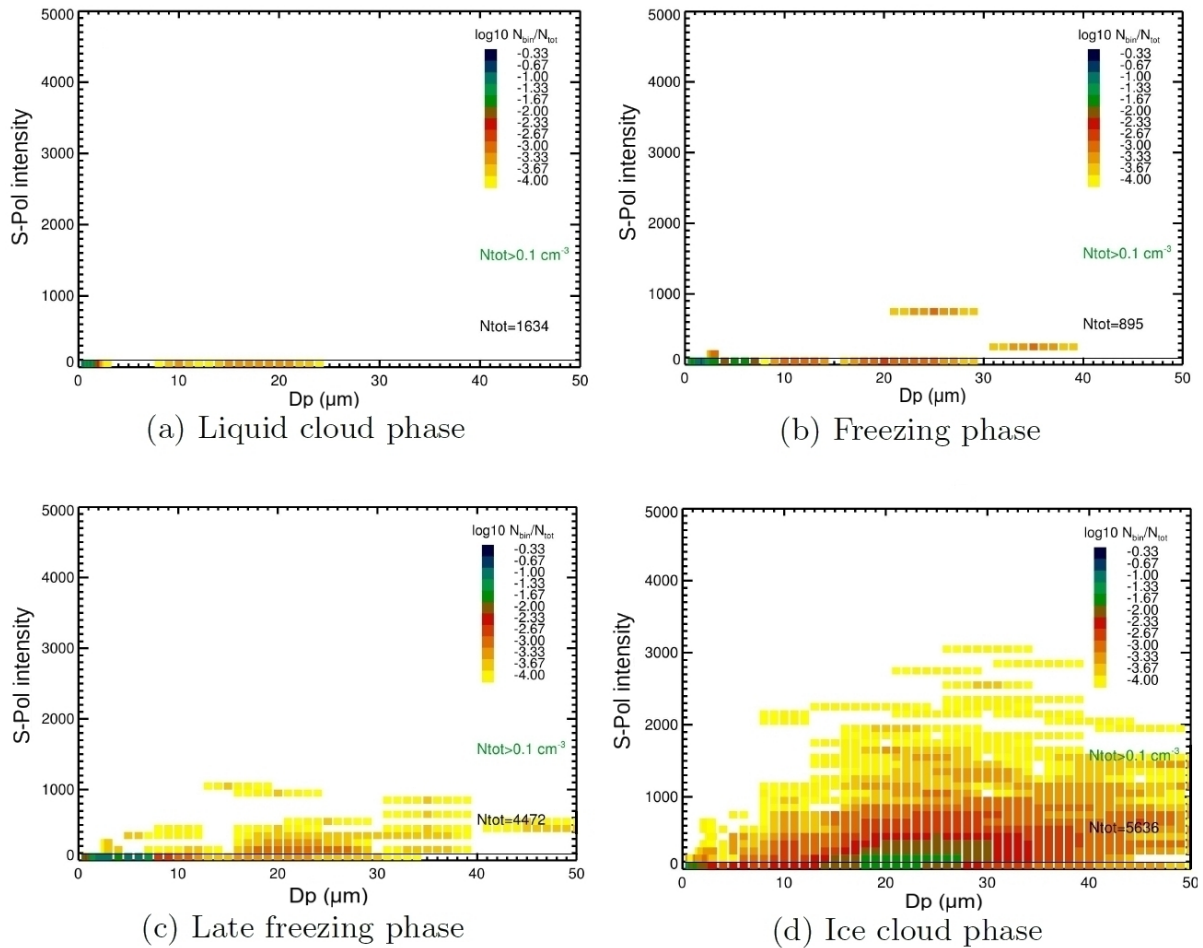 5000
4000
3000
2000
1000
0
S-Pol intensity
log10 N_bin/N_tot
-0.33
-0.67
-1.00
-1.33
-1.67
-2.00
-2.33
-2.67
-3.00
-3.33
-3.67
-4.00
Ntot>0.1 cm⁻³
Ntot=1634
0 10 20 30 40 50
Dp (µm)
(a) Liquid cloud phase
5000
4000
3000
2000
1000
0
S-Pol intensity
log10 N_bin/N_tot
-0.33
-0.67
-1.00
-1.33
-1.67
-2.00
-2.33
-2.67
-3.00
-3.33
-3.67
-4.00
Ntot>0.1 cm⁻³
Ntot=895
0 10 20 30 40 50
Dp (µm)
(b) Freezing phase
5000
4000
3000
2000
1000
0
S-Pol intensity
log10 N_bin/N_tot
-0.33
-0.67
-1.00
-1.33
-1.67
-2.00
-2.33
-2.67
-3.00
-3.33
-3.67
-4.00
Ntot>0.1 cm⁻³
Ntot=4472
0 10 20 30 40 50
Dp (µm)
(c) Late freezing phase
5000
4000
3000
2000
1000
0
S-Pol intensity
log10 N_bin/N_tot
-0.33
-0.67
-1.00
-1.33
-1.67
-2.00
-2.33
-2.67
-3.00
-3.33
-3.67
-4.00
Ntot>0.1 cm⁻³
Ntot=5636
0 10 20 30 40 50
Dp (µm)
(d) Ice cloud phase